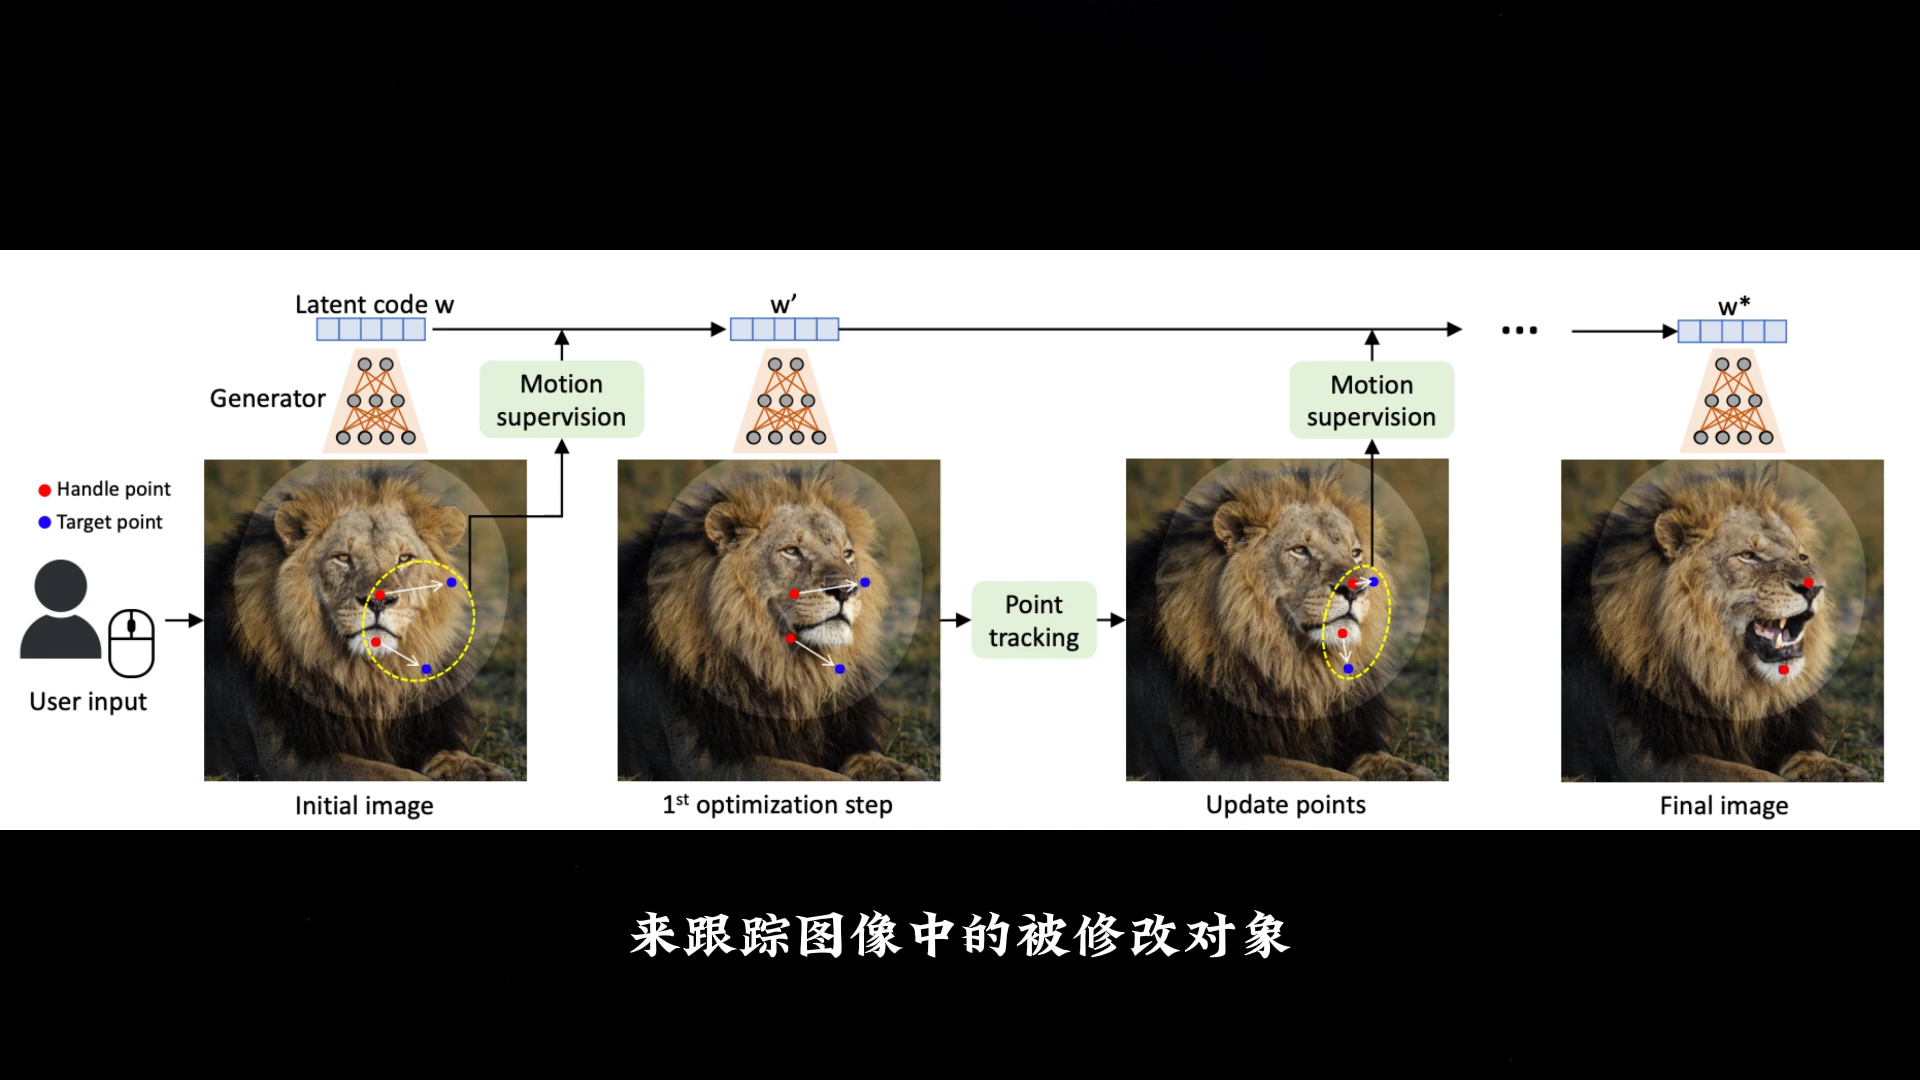 Latent code w
w’
w*
Generator
Motion
supervision
Motion
supervision
Handle point
Target point
Point
tracking
User input
Initial image
1st optimization step
Update points
Final image
来跟踪图像中的被修改对象